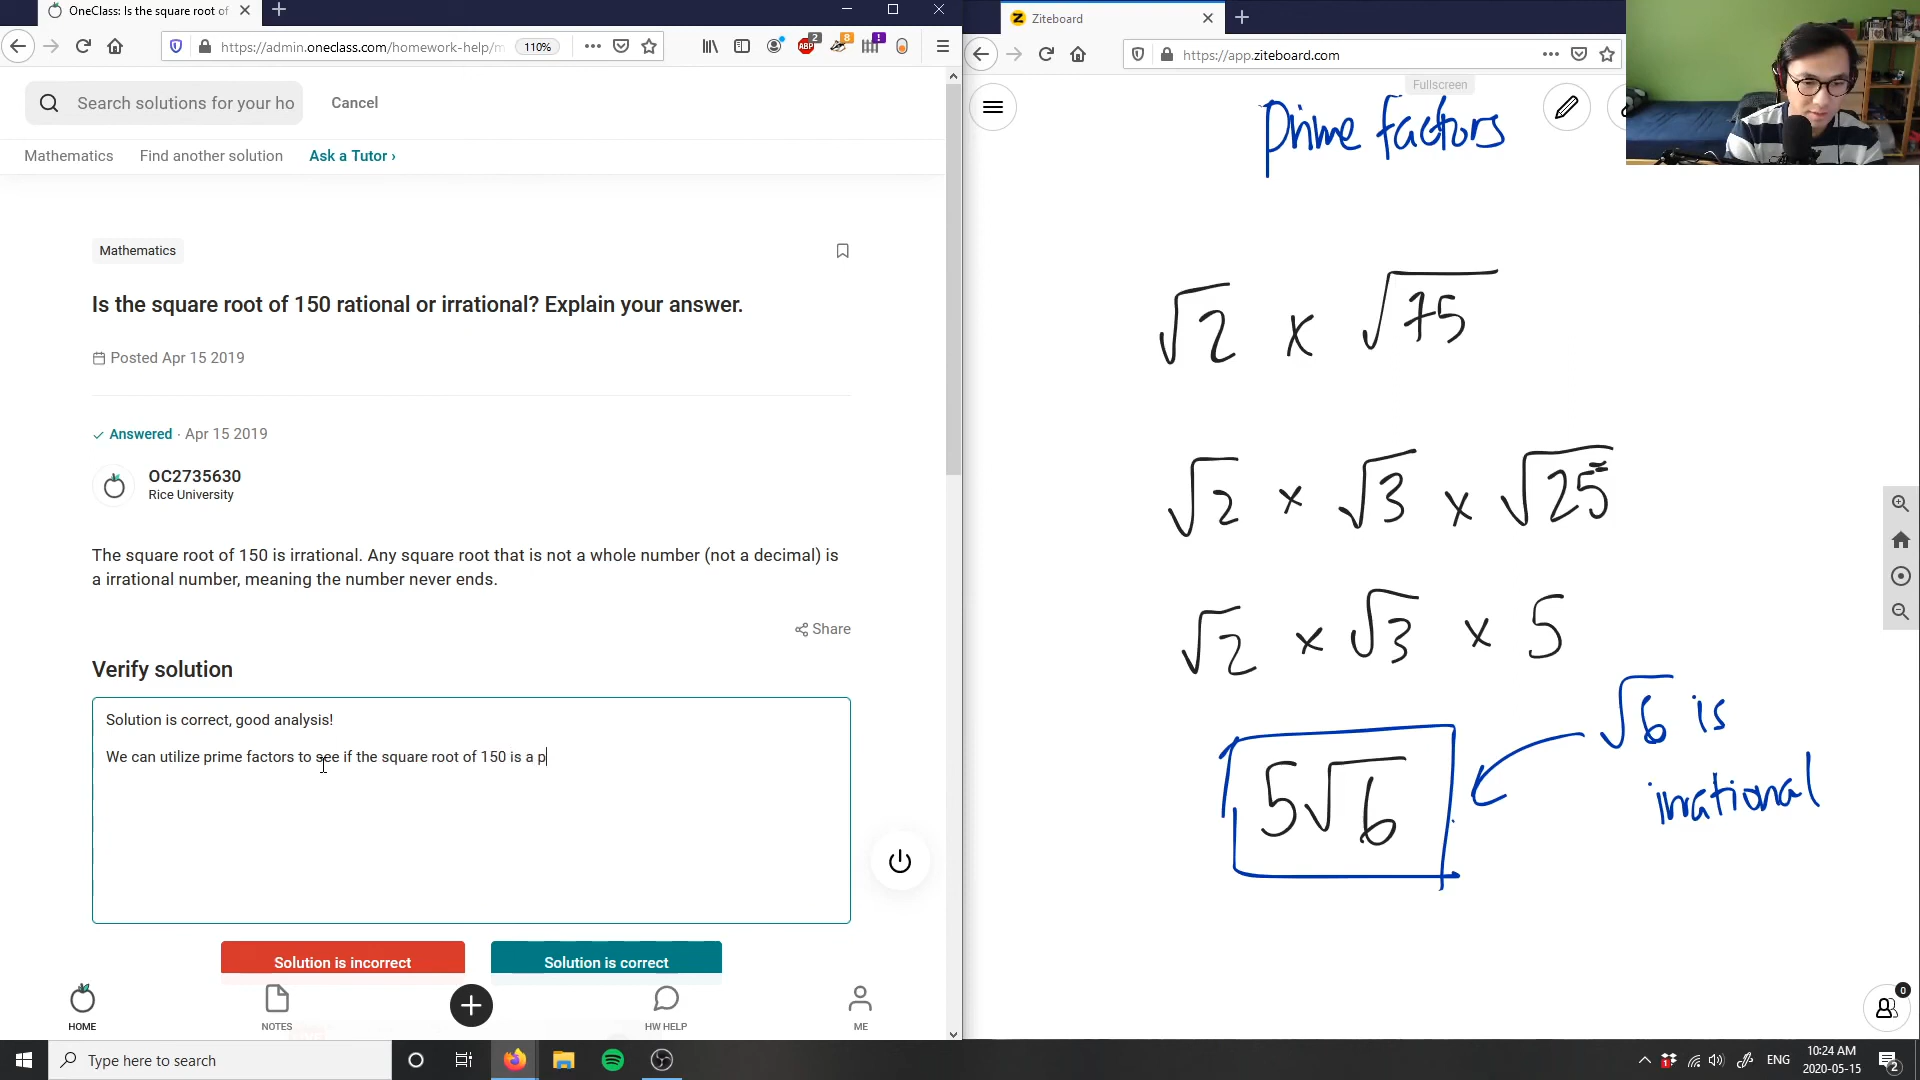 OneClass: Is the square root of
https://admin.oneclass.com/homework-help/m
110%
ABP
2
8
!
Search solutions for your ho
Cancel
Mathematics
Find another solution
Ask a Tutor ›
Mathematics
Is the square root of 150 rational or irrational? Explain your answer.
Posted Apr 15 2019
Answered · Apr 15 2019
OC2735630
Rice University
The square root of 150 is irrational. Any square root that is not a whole number (not a decimal) is
a irrational number, meaning the number never ends.
Share
Verify solution
Solution is correct, good analysis!
We can utilize prime factors to see if the square root of 150 is a p
Solution is incorrect
Solution is correct
HOME
NOTES
HW HELP
ME
Ziteboard
https://app.ziteboard.com
Fullscreen
prime factors
√2 x √75
√2 x √3 x √25
√2 x √3 x 5
√6 is
irrational
5√6
0
Type here to search
ENG
10:24 AM
2020-05-15
2